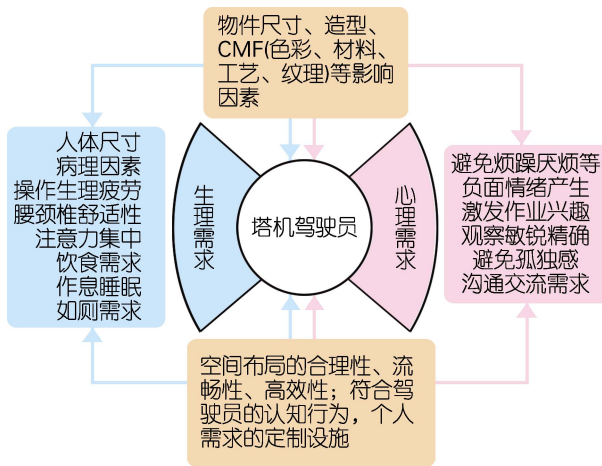 物件尺寸、造型、
CMF(色彩、材料、
工艺、纹理)等影响
因素
人体尺寸
病理因素
操作生理疲劳
腰颈椎舒适性
注意力集中
饮食需求
作息睡眠
如厕需求
生理需求
塔机驾驶员
心理需求
避免烦躁厌烦等
负面情绪产生
激发作业兴趣
观察敏锐精确
避免孤独感
沟通交流需求
空间布局的合理性、流
畅性、高效性；符合驾
驶员的认知行为，个人
需求的定制设施